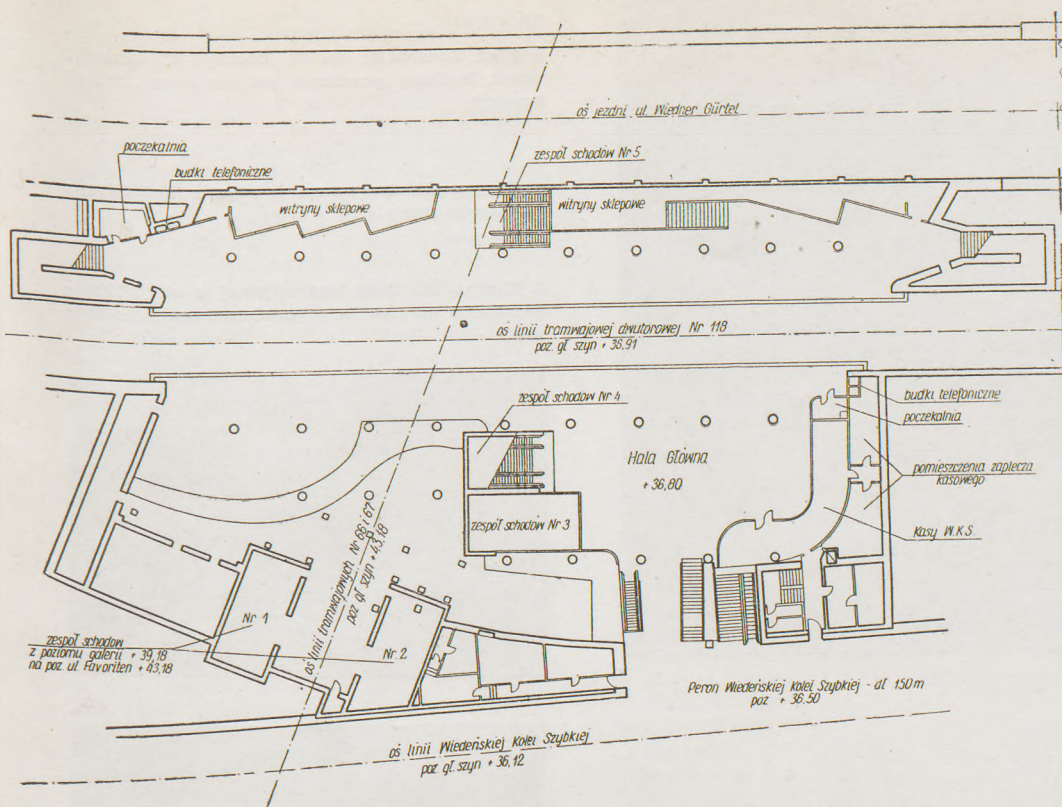 oś jezdni ul. Wiedner Gürtel
poczekalnia
budki telefoniczne
zespół schodów Nr 5
witryny sklepowe
witryny sklepowe
oś linii tramwajowej dwutorowej Nr 118
poz. gł. szyn + 36,91
zespół schodów Nr 4
budki telefoniczne
poczekalnia
Hala Główna
+ 36,80
pomieszczenia zaplecza
kasowego
zespół schodów Nr 3
Kasy W.K.S.
oś linii tramwajowych Nr 66 i 67
poz. gł. szyn + 43,18
Nr 1
zespół schodów
z poziomu galerii + 39,18
na poz. ul. Favoriten + 43,18
Nr 2
Peron Wiedeńskiej Kolei Szybkiej - dł. 150 m
poz. + 36,50
oś linii Wiedeńskiej Kolei Szybkiej
poz. gł. szyn + 36,12